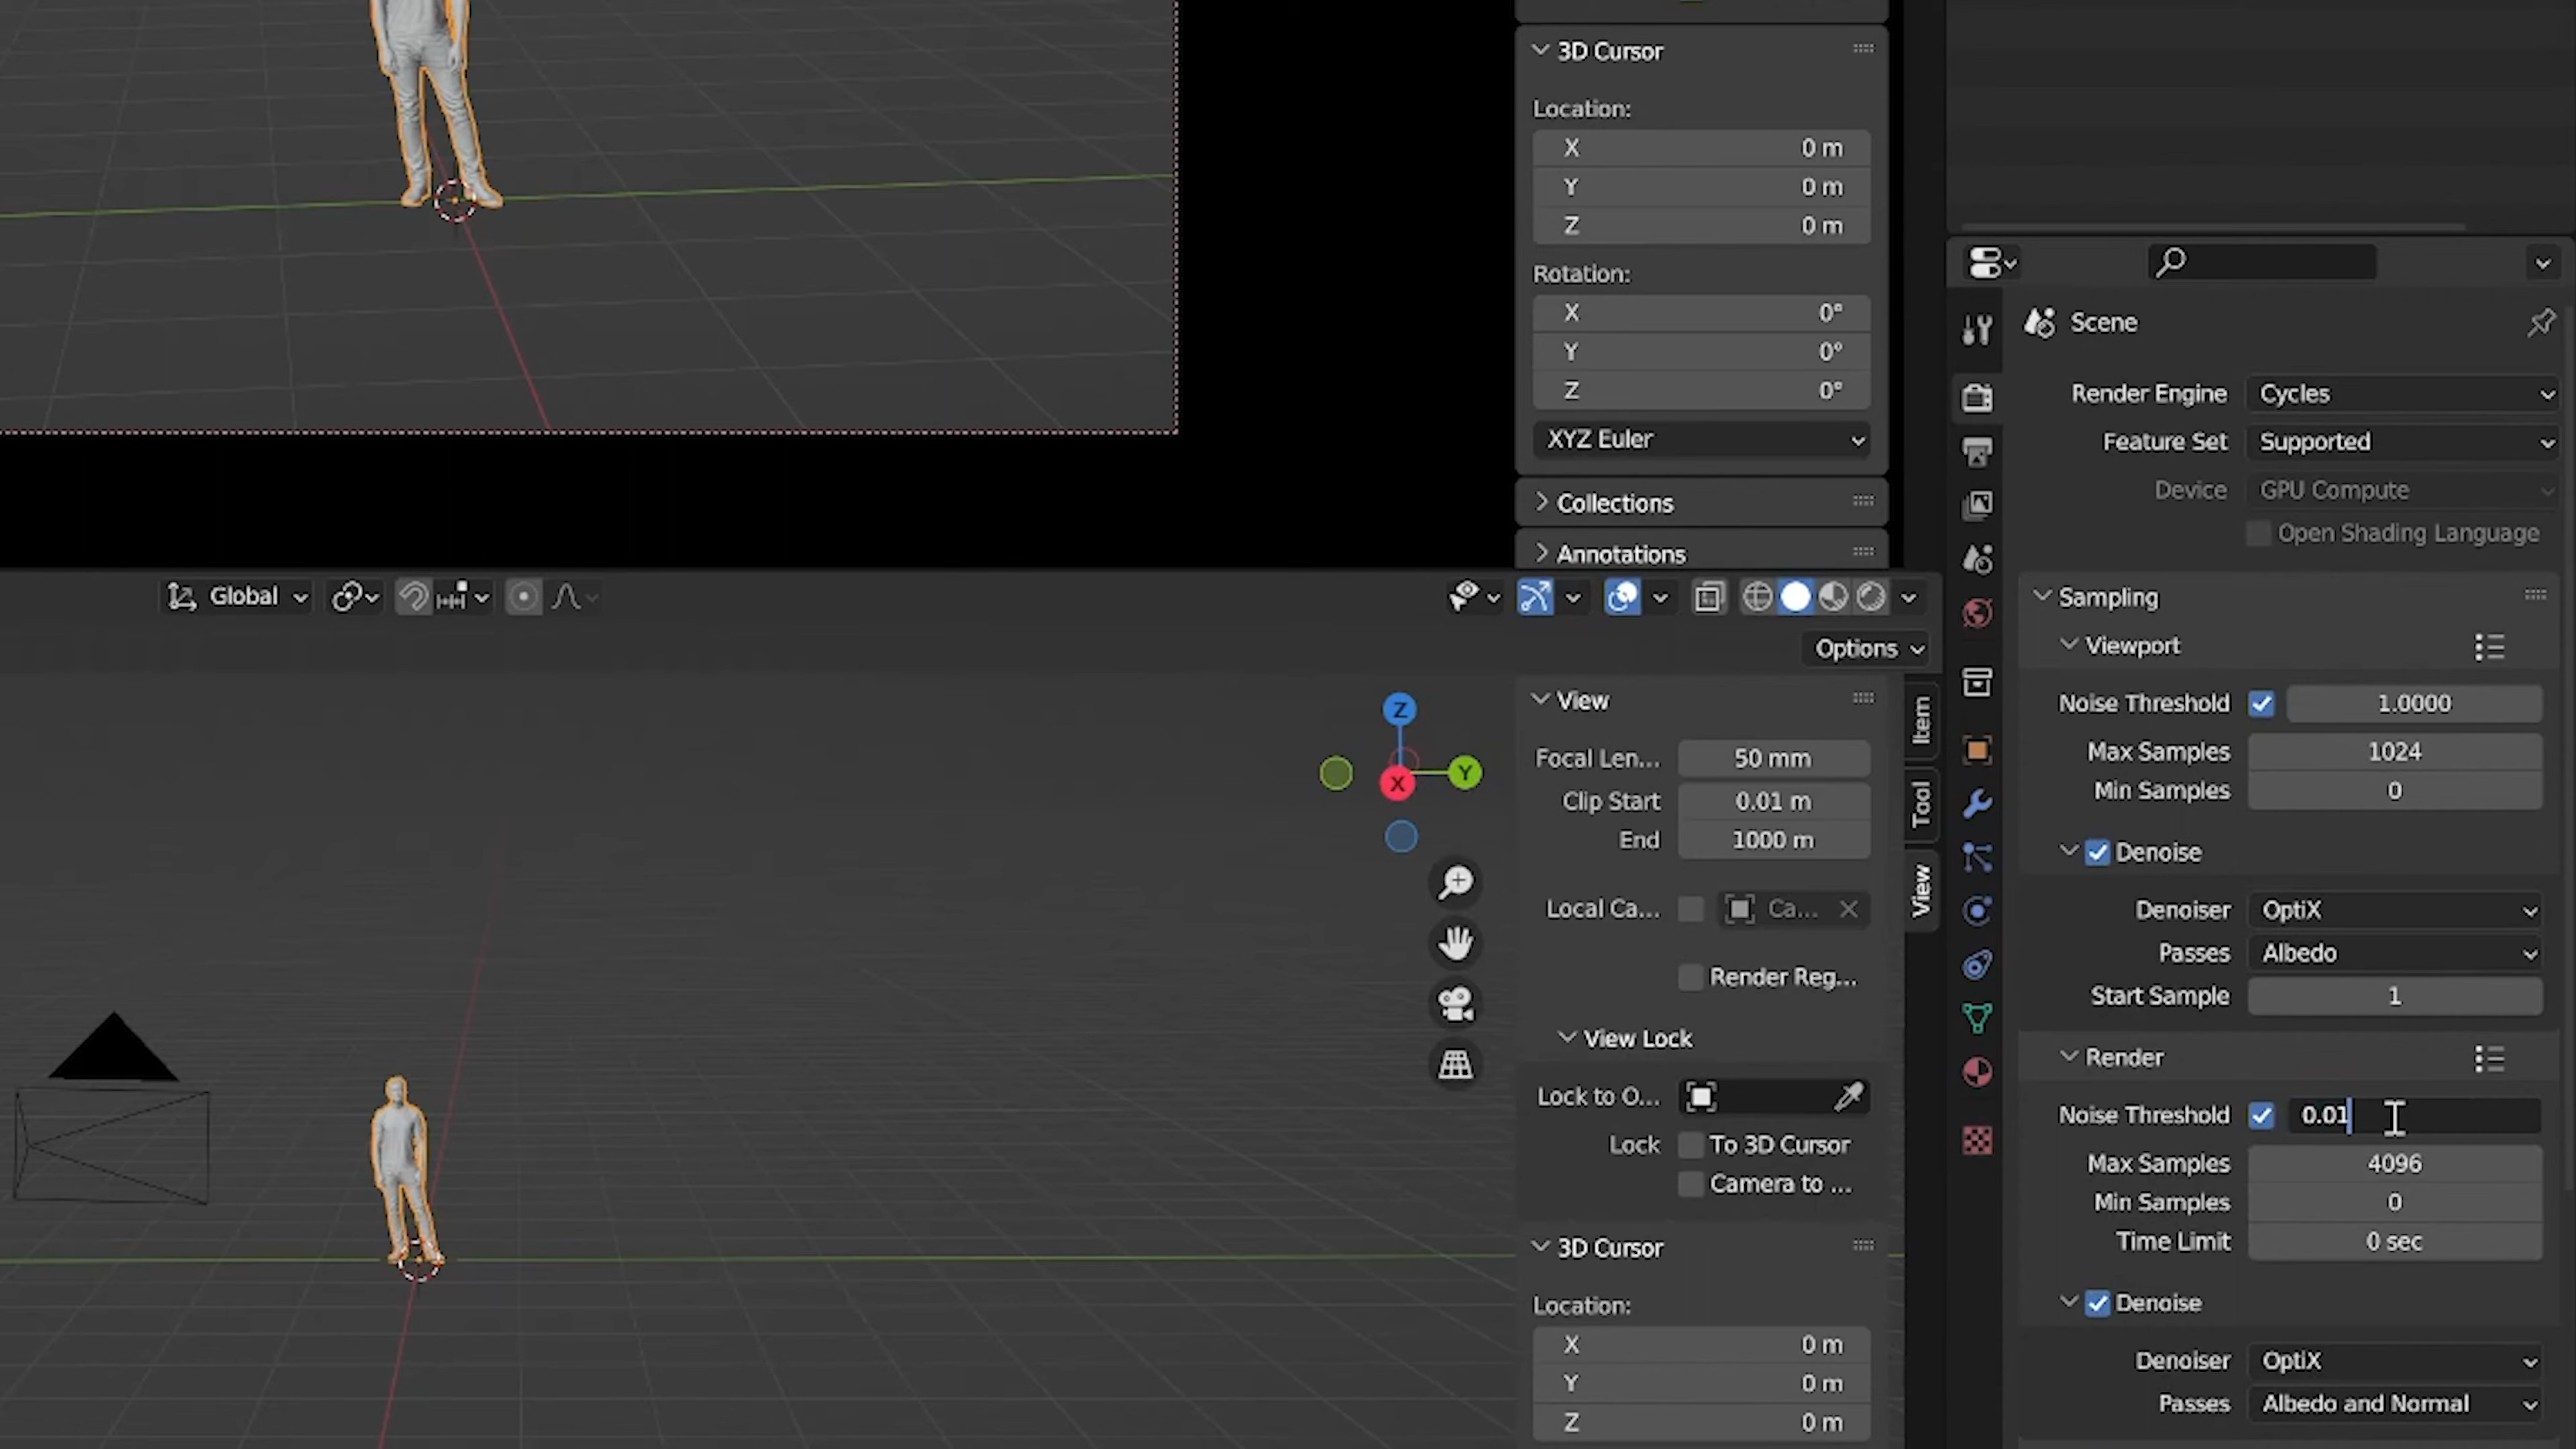 3D Cursor
Location:
X 0 m
Y 0 m
Z 0 m
Rotation:
X 0°
Y 0°
Z 0°
XYZ Euler
Collections
Annotations
Global
Options
Z
Y
X
View
Focal Len... 50 mm
Clip Start 0.01 m
End 1000 m
Local Ca... Ca...
Render Reg...
View Lock
Lock to O...
Lock To 3D Cursor
Camera to ...
3D Cursor
Location:
X 0 m
Y 0 m
Z 0 m
Item
Tool
View
Scene
Render Engine Cycles
Feature Set Supported
Device GPU Compute
Open Shading Language
Sampling
Viewport
Noise Threshold 1.0000
Max Samples 1024
Min Samples 0
Denoise
Denoiser OptiX
Passes Albedo
Start Sample 1
Render
Noise Threshold 0.01
Max Samples 4096
Min Samples 0
Time Limit 0 sec
Denoise
Denoiser OptiX
Passes Albedo and Normal